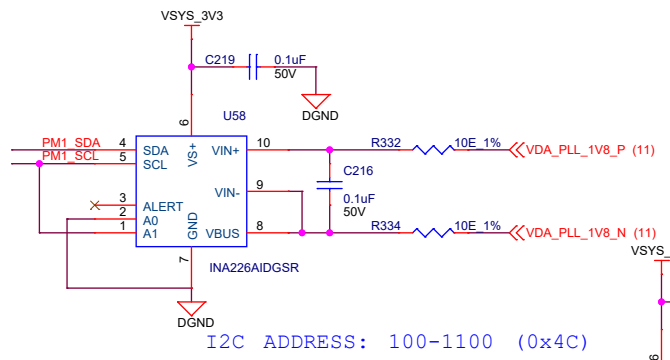 VSYS_3V3
C219 0.1uF
50V
DGND
U58
6
PM1_SDA 4 SDA VS+ VIN+ 10 R332 10E_1% VDA_PLL_1V8_P (11)
PM1_SCL 5 SCL
C216
VIN- 9
0.1uF
50V
3 ALERT
2 A0 GND
1 A1 VBUS 8 R334 10E_1% VDA_PLL_1V8_N (11)
7
INA226AIDGSR
VSYS_
DGND
I2C ADDRESS: 100-1100 (0x4C)
6